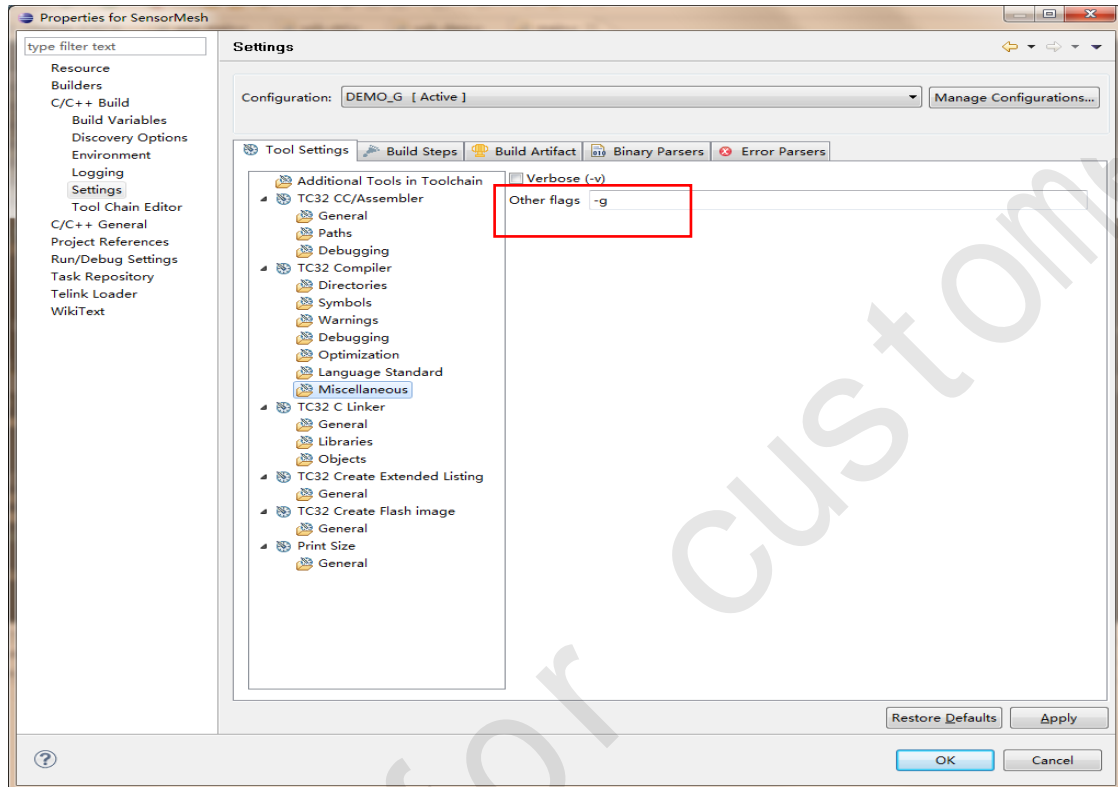 Properties for SensorMesh
type filter text
Resource
Builders
C/C++ Build
Build Variables
Discovery Options
Environment
Logging
Settings
Tool Chain Editor
C/C++ General
Project References
Run/Debug Settings
Task Repository
Telink Loader
WikiText
Settings
Configuration: DEMO_G [ Active ]
Manage Configurations...
Tool Settings Build Steps Build Artifact Binary Parsers Error Parsers
Additional Tools in Toolchain
TC32 CC/Assembler
General
Paths
Debugging
TC32 Compiler
Directories
Symbols
Warnings
Debugging
Optimization
Language Standard
Miscellaneous
TC32 C Linker
General
Libraries
Objects
TC32 Create Extended Listing
General
TC32 Create Flash image
General
Print Size
General
Verbose (-v)
Other flags -g
Restore Defaults Apply
OK Cancel
for custome